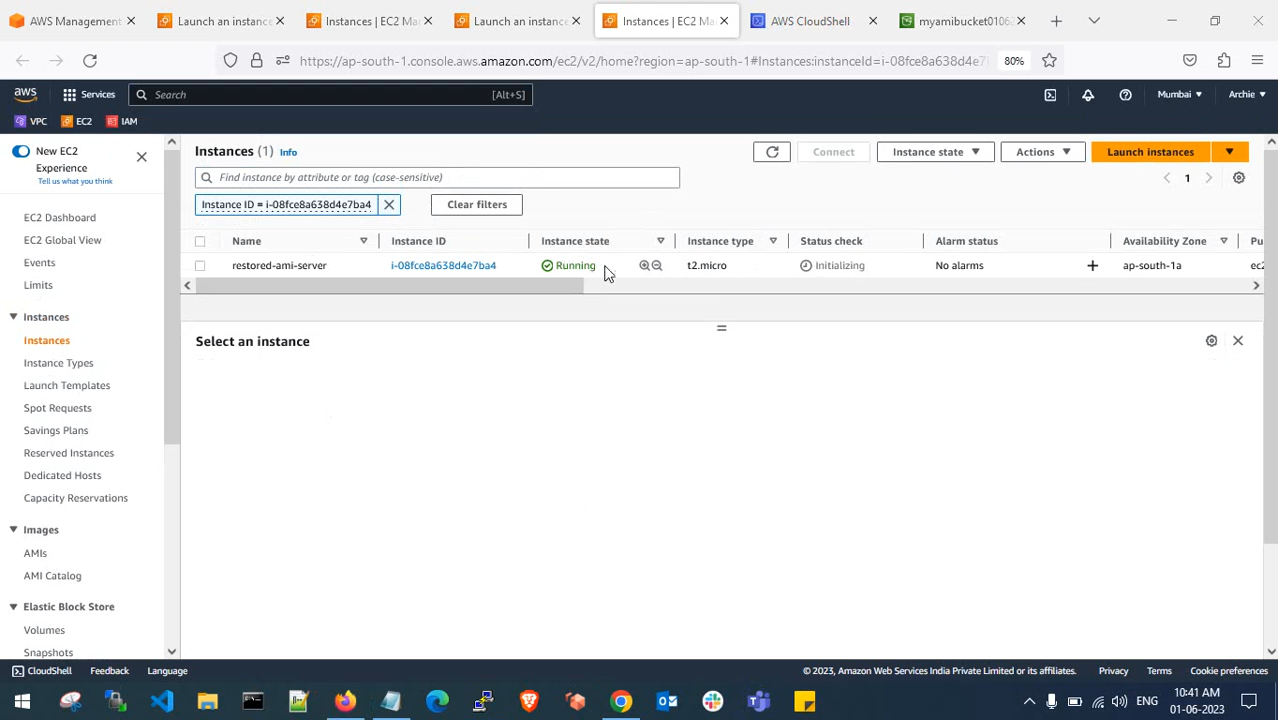 AWS Management
Launch an instance
Instances | EC2 Ma
Launch an instance
Instances | EC2 Ma
AWS CloudShell
myamibucket0106
https://ap-south-1.console.aws.amazon.com/ec2/v2/home?region=ap-south-1#Instances:instanceId=i-08fce8a638d4e7
80%
aws
Services
Search
[Alt+S]
Mumbai
Archie
VPC
EC2
IAM
New EC2
Experience
Tell us what you think
EC2 Dashboard
EC2 Global View
Events
Limits
Instances
Instances
Instance Types
Launch Templates
Spot Requests
Savings Plans
Reserved Instances
Dedicated Hosts
Capacity Reservations
Images
AMIs
AMI Catalog
Elastic Block Store
Volumes
Snapshots
Instances (1) Info
Connect
Instance state
Actions
Launch instances
Find instance by attribute or tag (case-sensitive)
1
Instance ID = i-08fce8a638d4e7ba4
Clear filters
Name Instance ID Instance state Instance type Status check Alarm status Availability Zone Pu
restored-ami-server i-08fce8a638d4e7ba4 Running t2.micro Initializing No alarms + ap-south-1a ec2
Select an instance
CloudShell Feedback Language © 2023, Amazon Web Services India Private Limited or its affiliates. Privacy Terms Cookie preferences
ENG
10:41 AM
01-06-2023